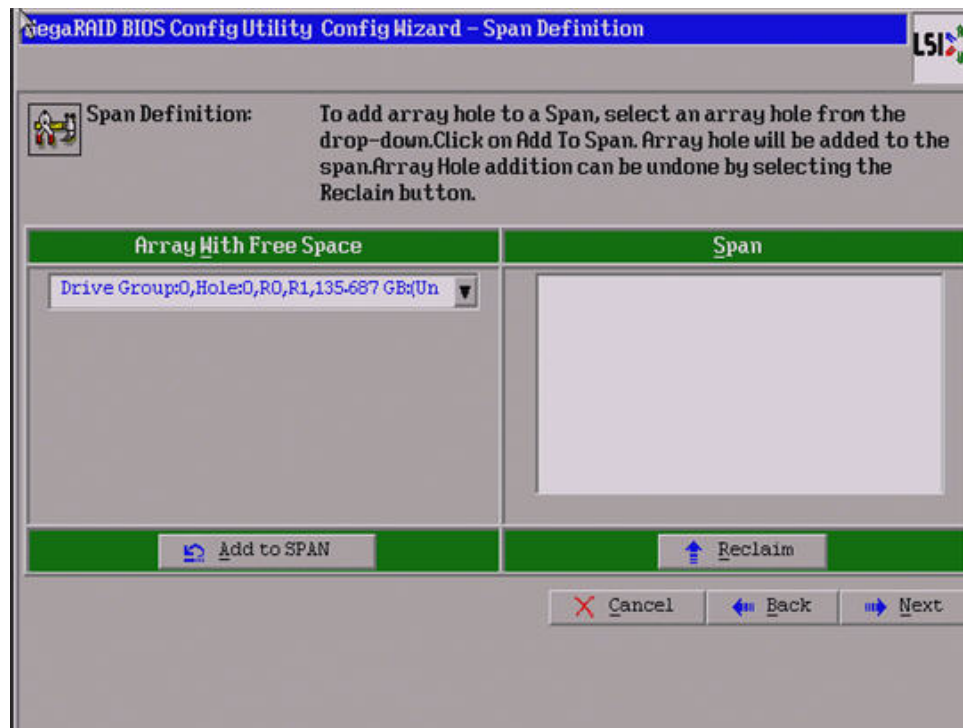 MegaRAID BIOS Config Utility Config Wizard - Span Definition
LSI
Span Definition:
To add array hole to a Span, select an array hole from the
drop-down.Click on Add To Span. Array hole will be added to the
span.Array Hole addition can be undone by selecting the
Reclaim button.
Array With Free Space
Span
Drive Group:0,Hole:0,R0,R1,135.687 GB:(Un
Add to SPAN
Reclaim
Cancel
Back
Next